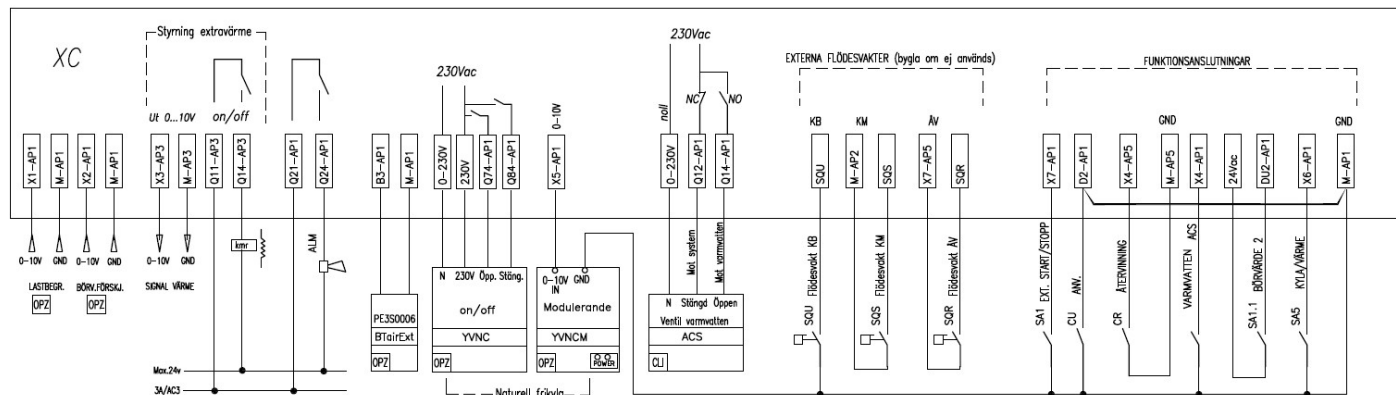 XC
Styrning extravärme
Ut 0...10V on/off
230Vac
0-10V
230Vac
noll
NC
NO
EXTERNA FLÖDESVAKTER (bygla om ej används)
KB
KM
ÄV
FUNKTIONSANSLUTNINGAR
GND
GND
X1-AP1
M-AP1
X2-AP1
M-AP1
X3-AP3
M-AP3
Q11-AP3
Q14-AP3
Q21-AP1
Q24-AP1
B3-AP1
M-AP1
0-230V
230V
Q74-AP1
Q84-AP1
X5-AP1
0-230V
Q12-AP1
Q14-AP1
SQU
M-AP2
SQS
X7-AP5
SQR
X7-AP1
D2-AP1
X4-AP5
M-AP5
X4-AP1
24Vac
DU2-AP1
X6-AP1
M-AP1
0-10V GND 0-10V GND
LASTBEGR. BÖRV.FÖRSKJ.
OPZ OPZ
0-10V GND
SIGNAL VÄRME
kmr
ALM
Max.24v
3A/AC3
PE3S0006
BTairExt
OPZ
N 230V Öpp. Stäng.
on/off
YVNC
OPZ
0-10V GND
IN
Modulerande
YVNCM
OPZ
POWER
Naturell frikyla
Mot system
Mot varmvatten
N Stängd Öppen
Ventil varmvatten
ACS
CLI
SQU Flödesvakt KB
SQS Flödesvakt KM
SQR Flödesvakt ÄV
SA1 EXT. START/STOPP
CU ANV.
CR ÅTERVINNING
VARMVATTEN ACS
SA1.1 BÖRVÄRDE 2
SA5 KYLA/VÄRME